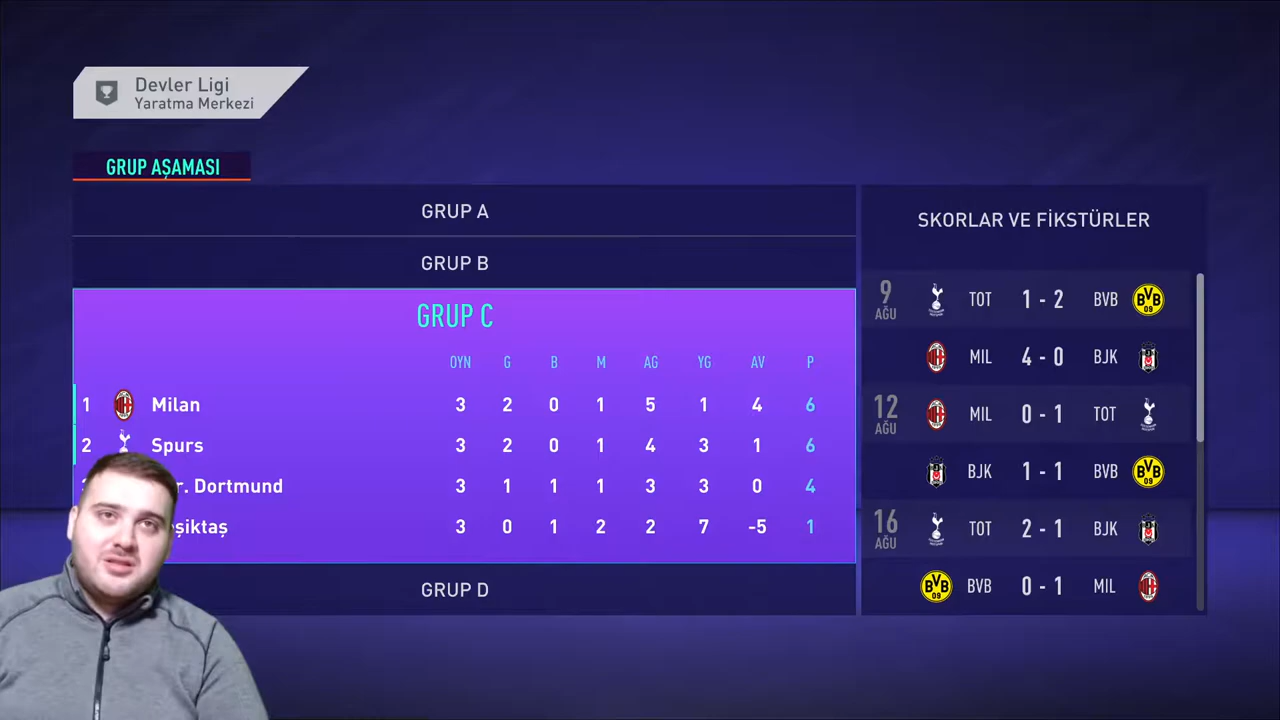 Devler Ligi
Yaratma Merkezi
GRUP AŞAMASI
GRUP A
GRUP B
GRUP C
OYN G B M AG YG AV P
1 Milan 3 2 0 1 5 1 4 6
2 Spurs 3 2 0 1 4 3 1 6
r. Dortmund 3 1 1 1 3 3 0 4
şiktaş 3 0 1 2 2 7 -5 1
GRUP D
SKORLAR VE FİKSTÜRLER
9 AĞU TOT 1 - 2 BVB
MIL 4 - 0 BJK
12 AĞU MIL 0 - 1 TOT
BJK 1 - 1 BVB
16 AĞU TOT 2 - 1 BJK
BVB 0 - 1 MIL